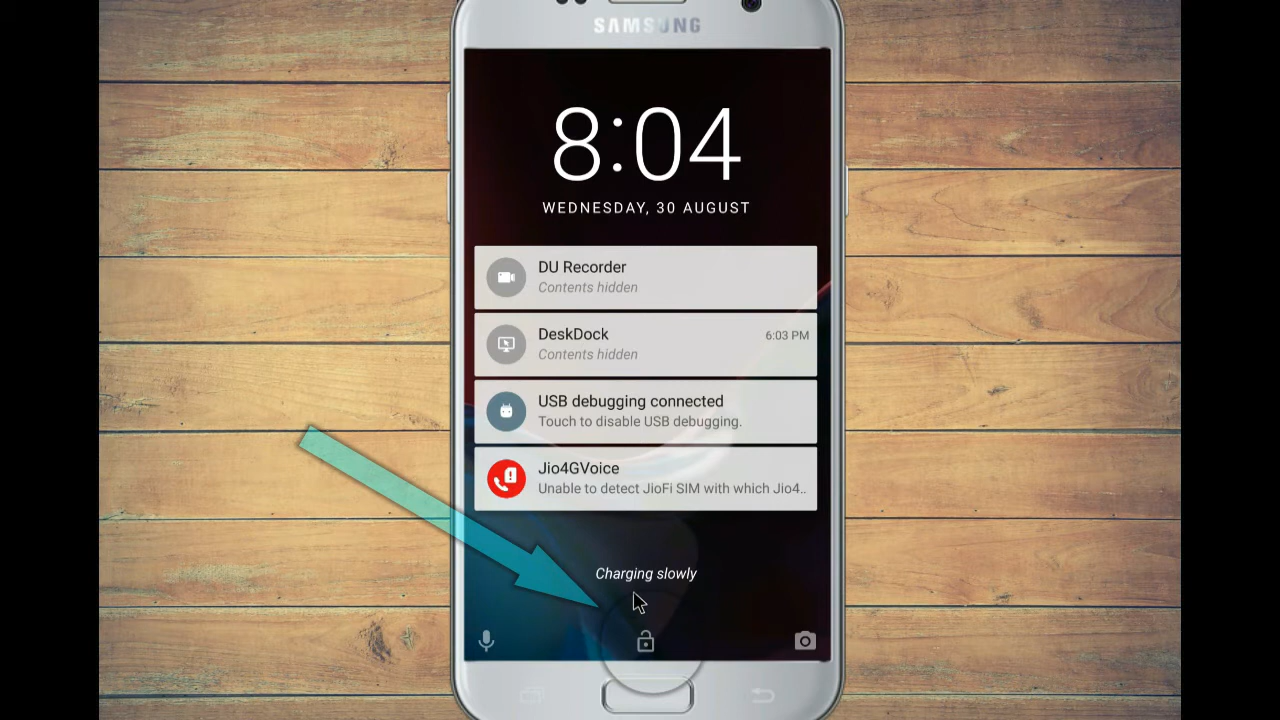 SAMSUNG
8:04
WEDNESDAY, 30 AUGUST
DU Recorder
Contents hidden
DeskDock
6:03 PM
Contents hidden
USB debugging connected
Touch to disable USB debugging.
Jio4GVoice
Unable to detect JioFi SIM with which Jio4..
Charging slowly